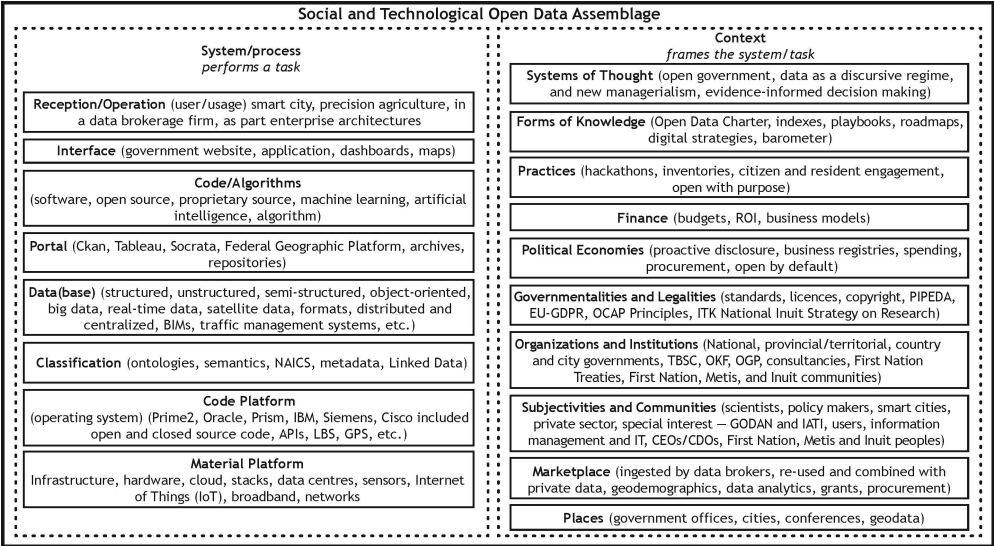 Social and Technological Open Data Assemblage
System/process
performs a task
Reception/Operation (user/usage) smart city, precision agriculture, in
a data brokerage firm, as part enterprise architectures
Interface (government website, application, dashboards, maps)
Code/Algorithms
(software, open source, proprietary source, machine learning, artificial
intelligence, algorithm)
Portal (Ckan, Tableau, Socrata, Federal Geographic Platform, archives,
repositories)
Data(base) (structured, unstructured, semi-structured, object-oriented,
big data, real-time data, satellite data, formats, distributed and
centralized, BIMs, traffic management systems, etc.)
Classification (ontologies, semantics, NAICS, metadata, Linked Data)
Code Platform
(operating system) (Prime2, Oracle, Prism, IBM, Siemens, Cisco included
open and closed source code, APIs, LBS, GPS, etc.)
Material Platform
Infrastructure, hardware, cloud, stacks, data centres, sensors, Internet
of Things (IoT), broadband, networks
Context
frames the system/task
Systems of Thought (open government, data as a discursive regime,
and new managerialism, evidence-informed decision making)
Forms of Knowledge (Open Data Charter, indexes, playbooks, roadmaps,
digital strategies, barometer)
Practices (hackathons, inventories, citizen and resident engagement,
open with purpose)
Finance (budgets, ROI, business models)
Political Economies (proactive disclosure, business registries, spending,
procurement, open by default)
Governmentalities and Legalities (standards, licences, copyright, PIPEDA,
EU-GDPR, OCAP Principles, ITK National Inuit Strategy on Research)
Organizations and Institutions (National, provincial/territorial, country
and city governments, TBSC, OKF, OGP, consultancies, First Nation
Treaties, First Nation, Metis, and Inuit communities)
Subjectivities and Communities (scientists, policy makers, smart cities,
private sector, special interest — GODAN and IATI, users, information
management and IT, CEOs/CDOs, First Nation, Metis and Inuit peoples)
Marketplace (ingested by data brokers, re-used and combined with
private data, geodemographics, data analytics, grants, procurement)
Places (government offices, cities, conferences, geodata)